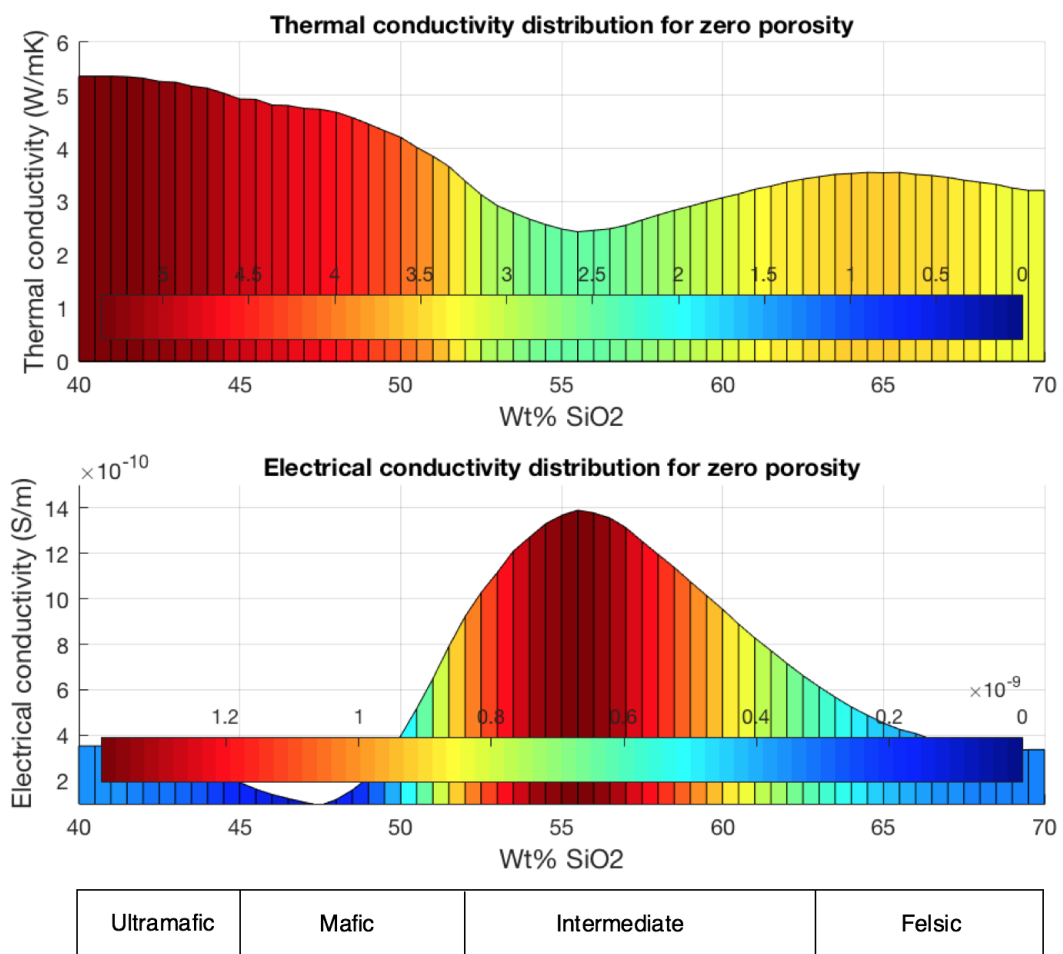 Thermal conductivity distribution for zero porosity
Thermal conductivity (W/mK)
6
5
4
3
2
1
0
5 4.5 4 3.5 3 2.5 2 1.5 1 0.5 0
40 45 50 55 60 65 70
Wt% SiO2
×10-10
Electrical conductivity distribution for zero porosity
Electrical conductivity (S/m)
14
12
10
8
6
4
2
×10-9
1.2 1 0.8 0.6 0.4 0.2 0
40 45 50 55 60 65 70
Wt% SiO2
Ultramafic Mafic Intermediate Felsic